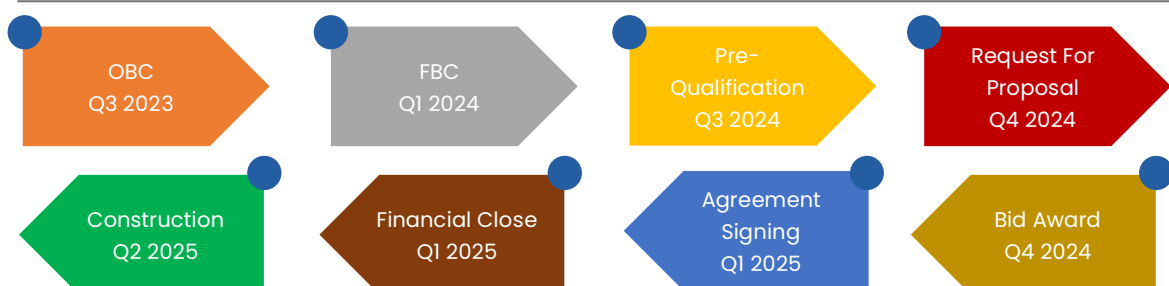 OBC
Q3 2023
FBC
Q1 2024
Pre-
Qualification
Q3 2024
Request For
Proposal
Q4 2024
Construction
Q2 2025
Financial Close
Q1 2025
Agreement
Signing
Q1 2025
Bid Award
Q4 2024